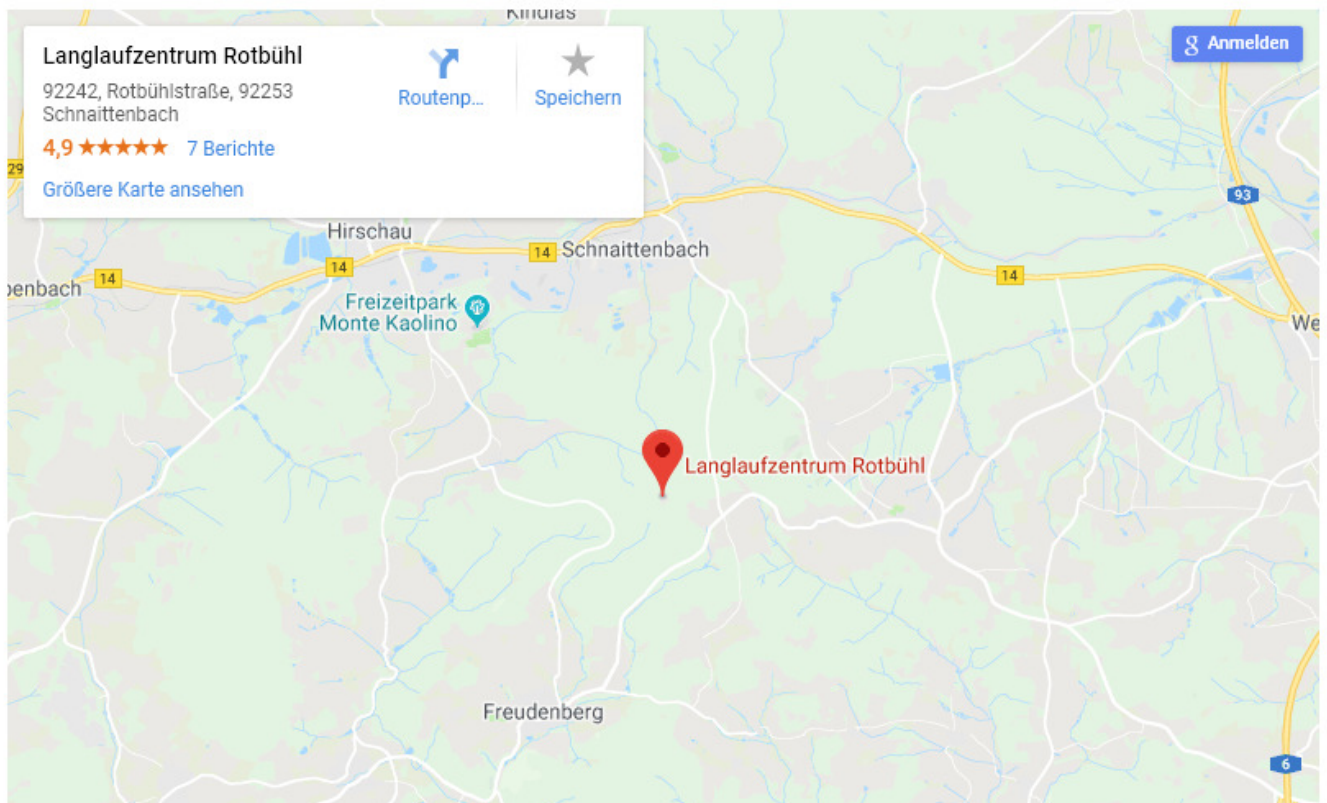 Kindlas
Langlaufzentrum Rotbühl
92242, Rotbühlstraße, 92253
Schnaittenbach
4,9
7 Berichte
Größere Karte ansehen
Routenp...
Speichern
g Anmelden
29
93
Hirschau
14
14
Schnaittenbach
14
14
penbach
Freizeitpark
Monte Kaolino
We
Langlaufzentrum Rotbühl
Freudenberg
6